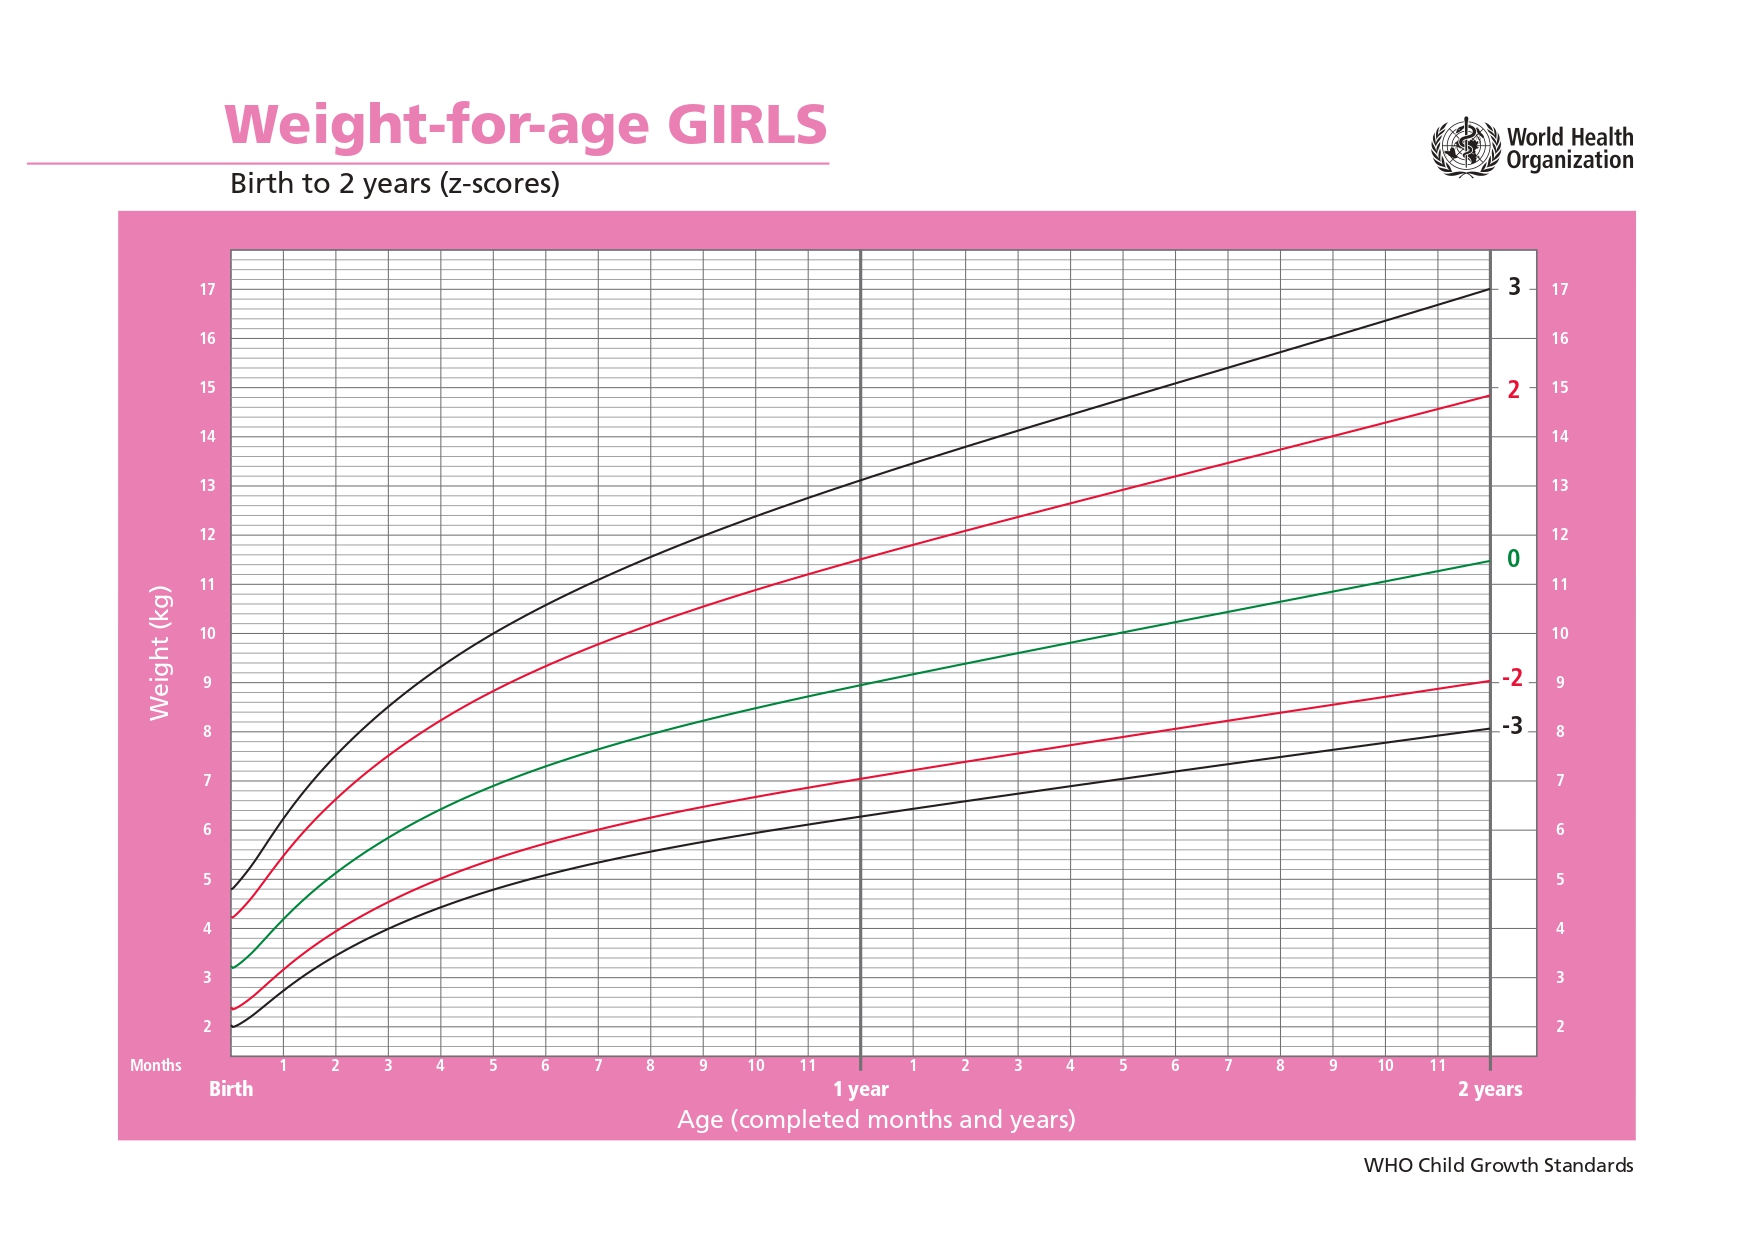 Weight-for-age GIRLS
Birth to 2 years (z-scores)
World Health
Organization
17 3 17
16 16
15 2 15
14 14
13 13
12 12
0
11 11
10 10
9 -2 9
8 -3 8
7 7
6 6
5 5
4 4
3 3
2 2
Weight (kg)
Months 1 2 3 4 5 6 7 8 9 10 11 1 2 3 4 5 6 7 8 9 10 11
Birth 1 year 2 years
Age (completed months and years)
WHO Child Growth Standards